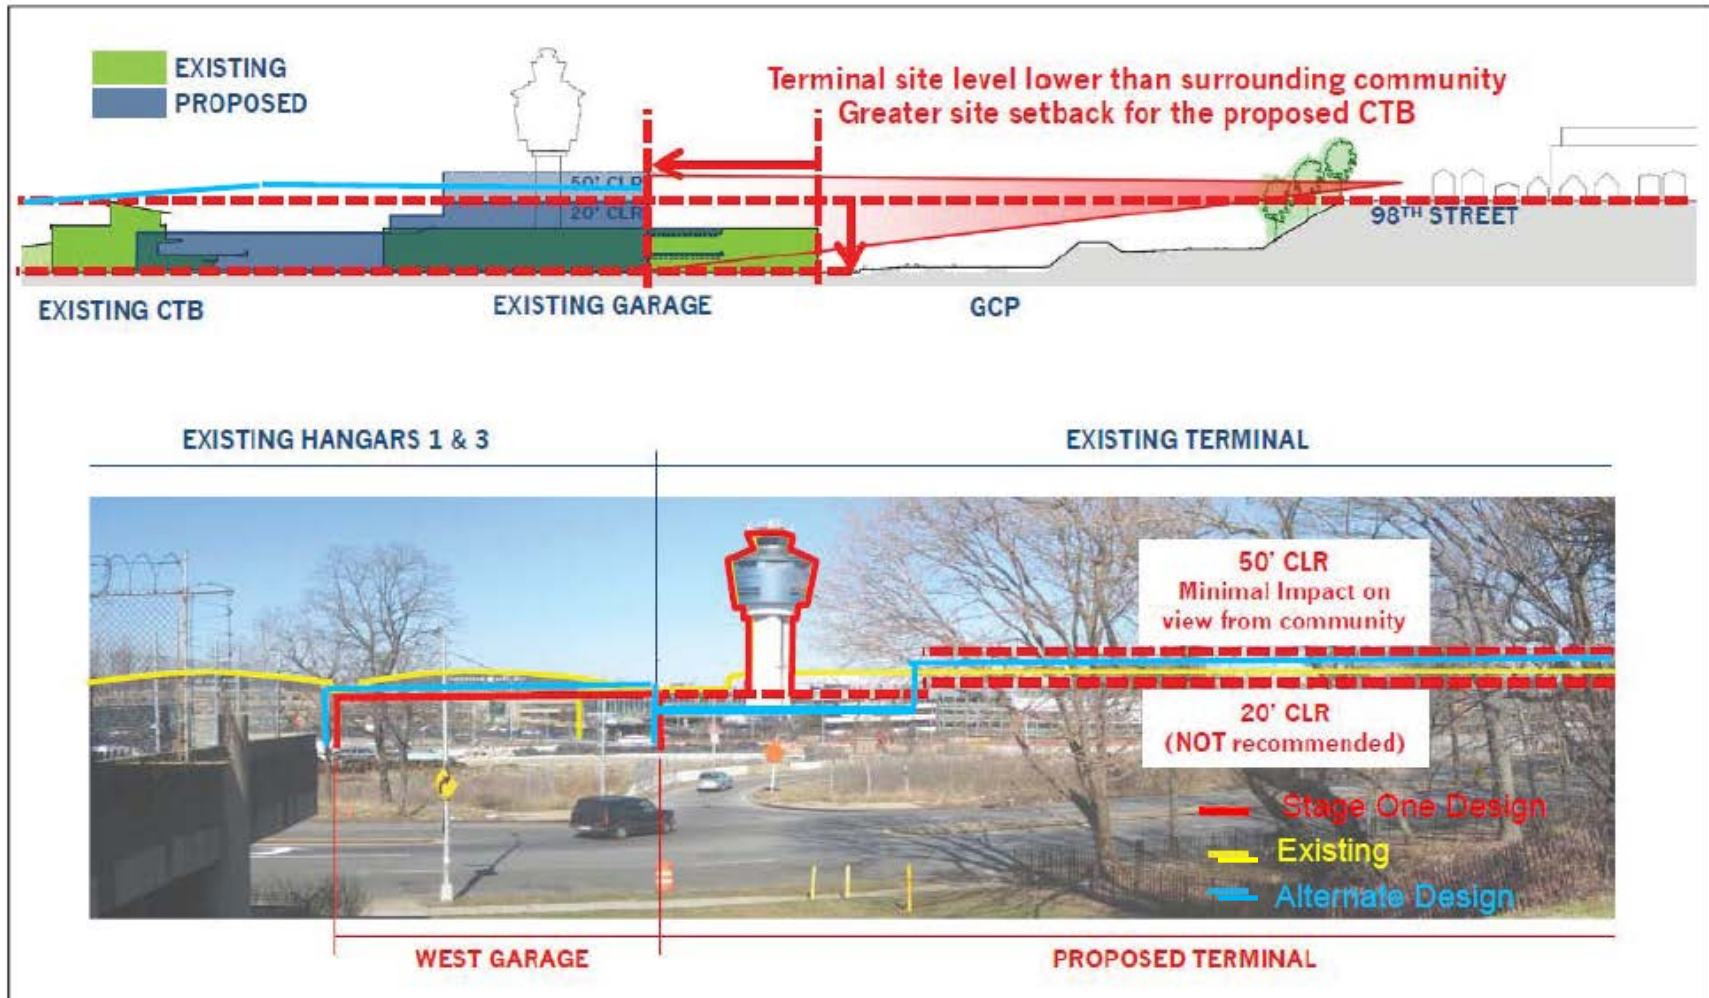 EXISTING
PROPOSED
Terminal site level lower than surrounding community
Greater site setback for the proposed CTB
50' CLR
20' CLR
98TH STREET
EXISTING CTB
EXISTING GARAGE
GCP
EXISTING HANGARS 1 & 3
EXISTING TERMINAL
50' CLR
Minimal Impact on
view from community
20' CLR
(NOT recommended)
Stage One Design
Existing
Alternate Design
WEST GARAGE
PROPOSED TERMINAL